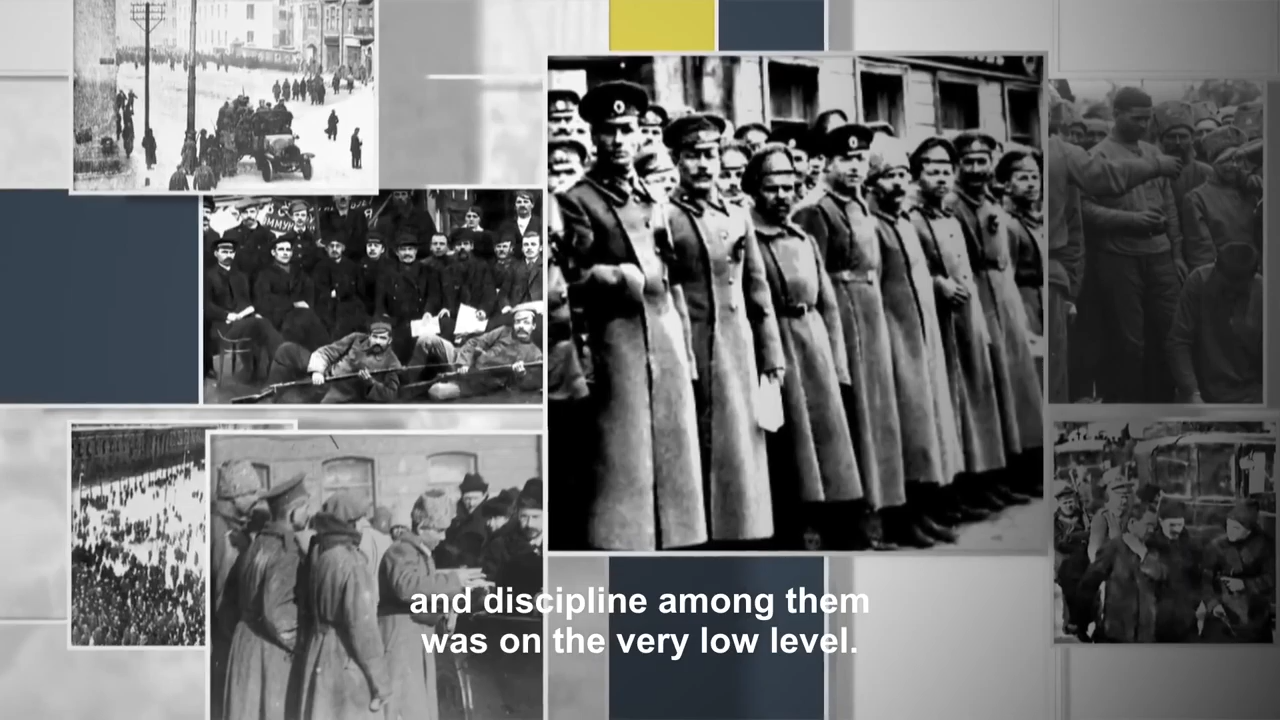 and discipline among them
was on the very low level.